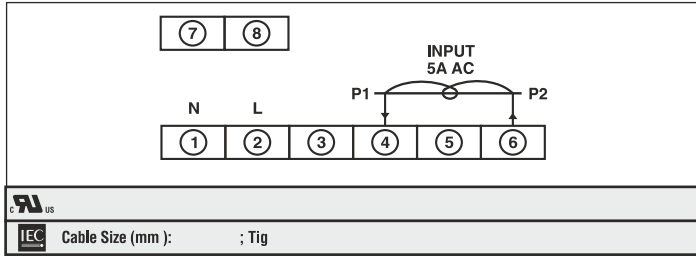 7 8
INPUT
5A AC
P1 P2
N L
1 2 3 4 5 6
c RU US
IEC Cable Size (mm ): ; Tig